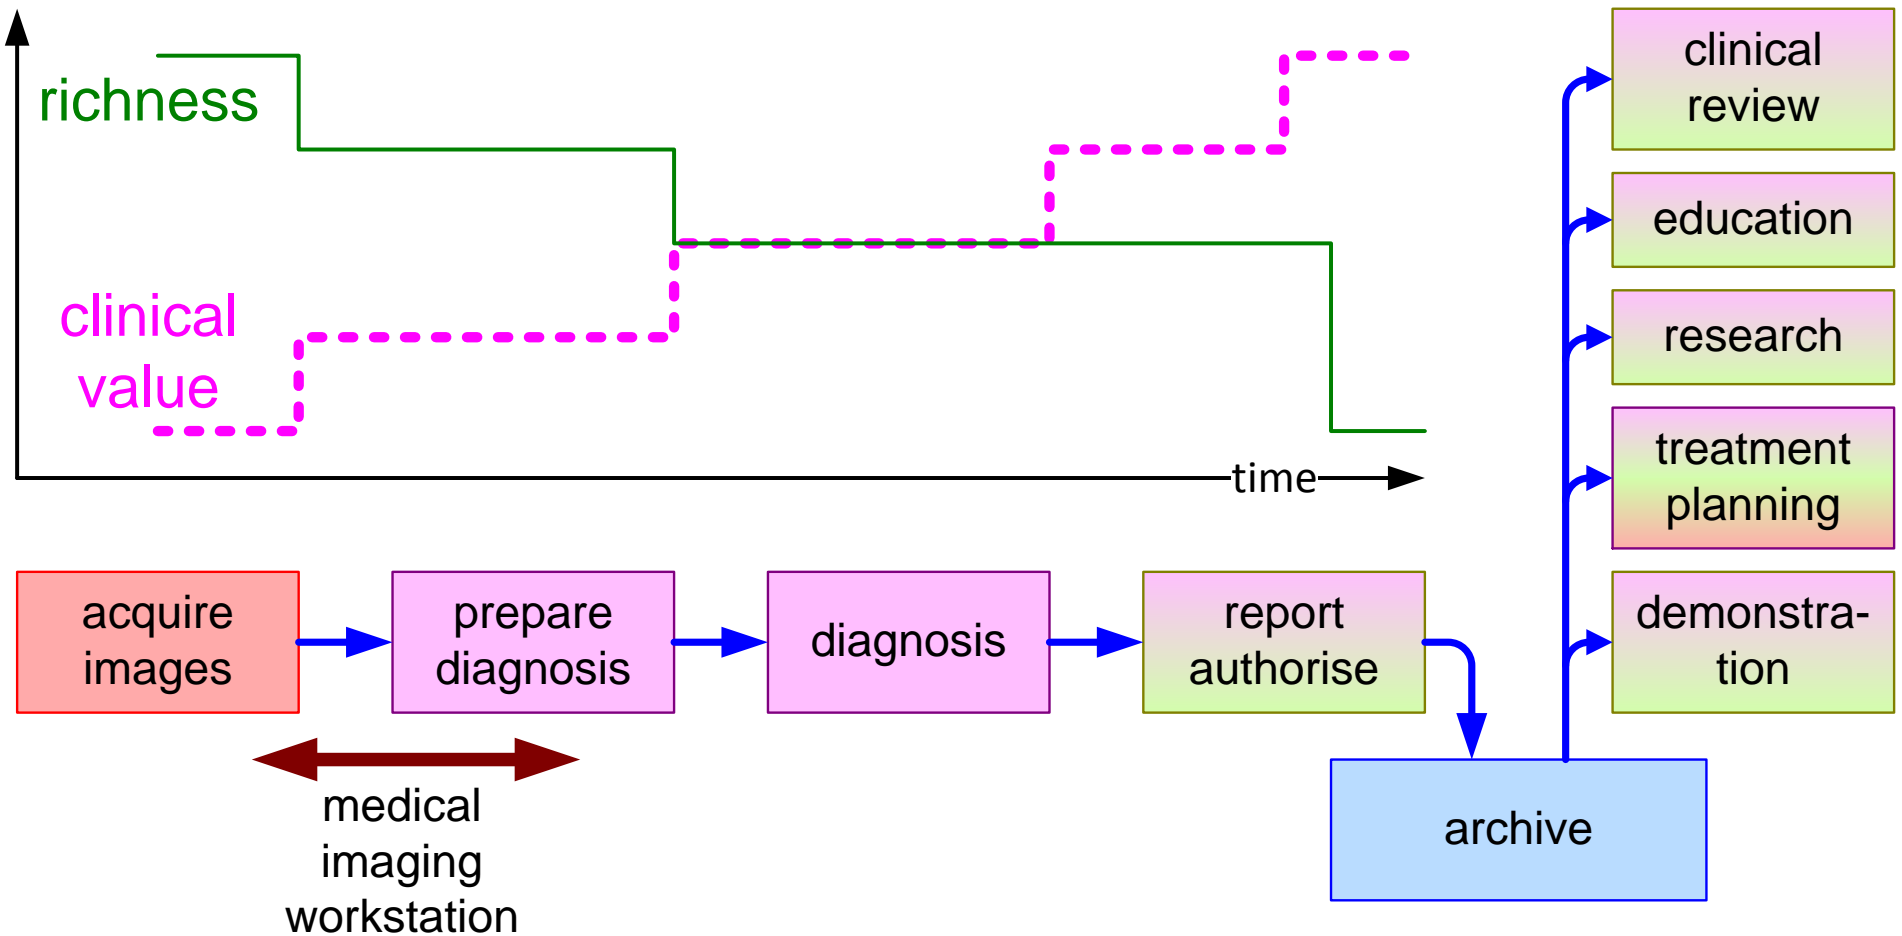 richness
clinical
value
time
acquire
images
prepare
diagnosis
diagnosis
report
authorise
medical
imaging
workstation
archive
clinical
review
education
research
treatment
planning
demonstra-
tion